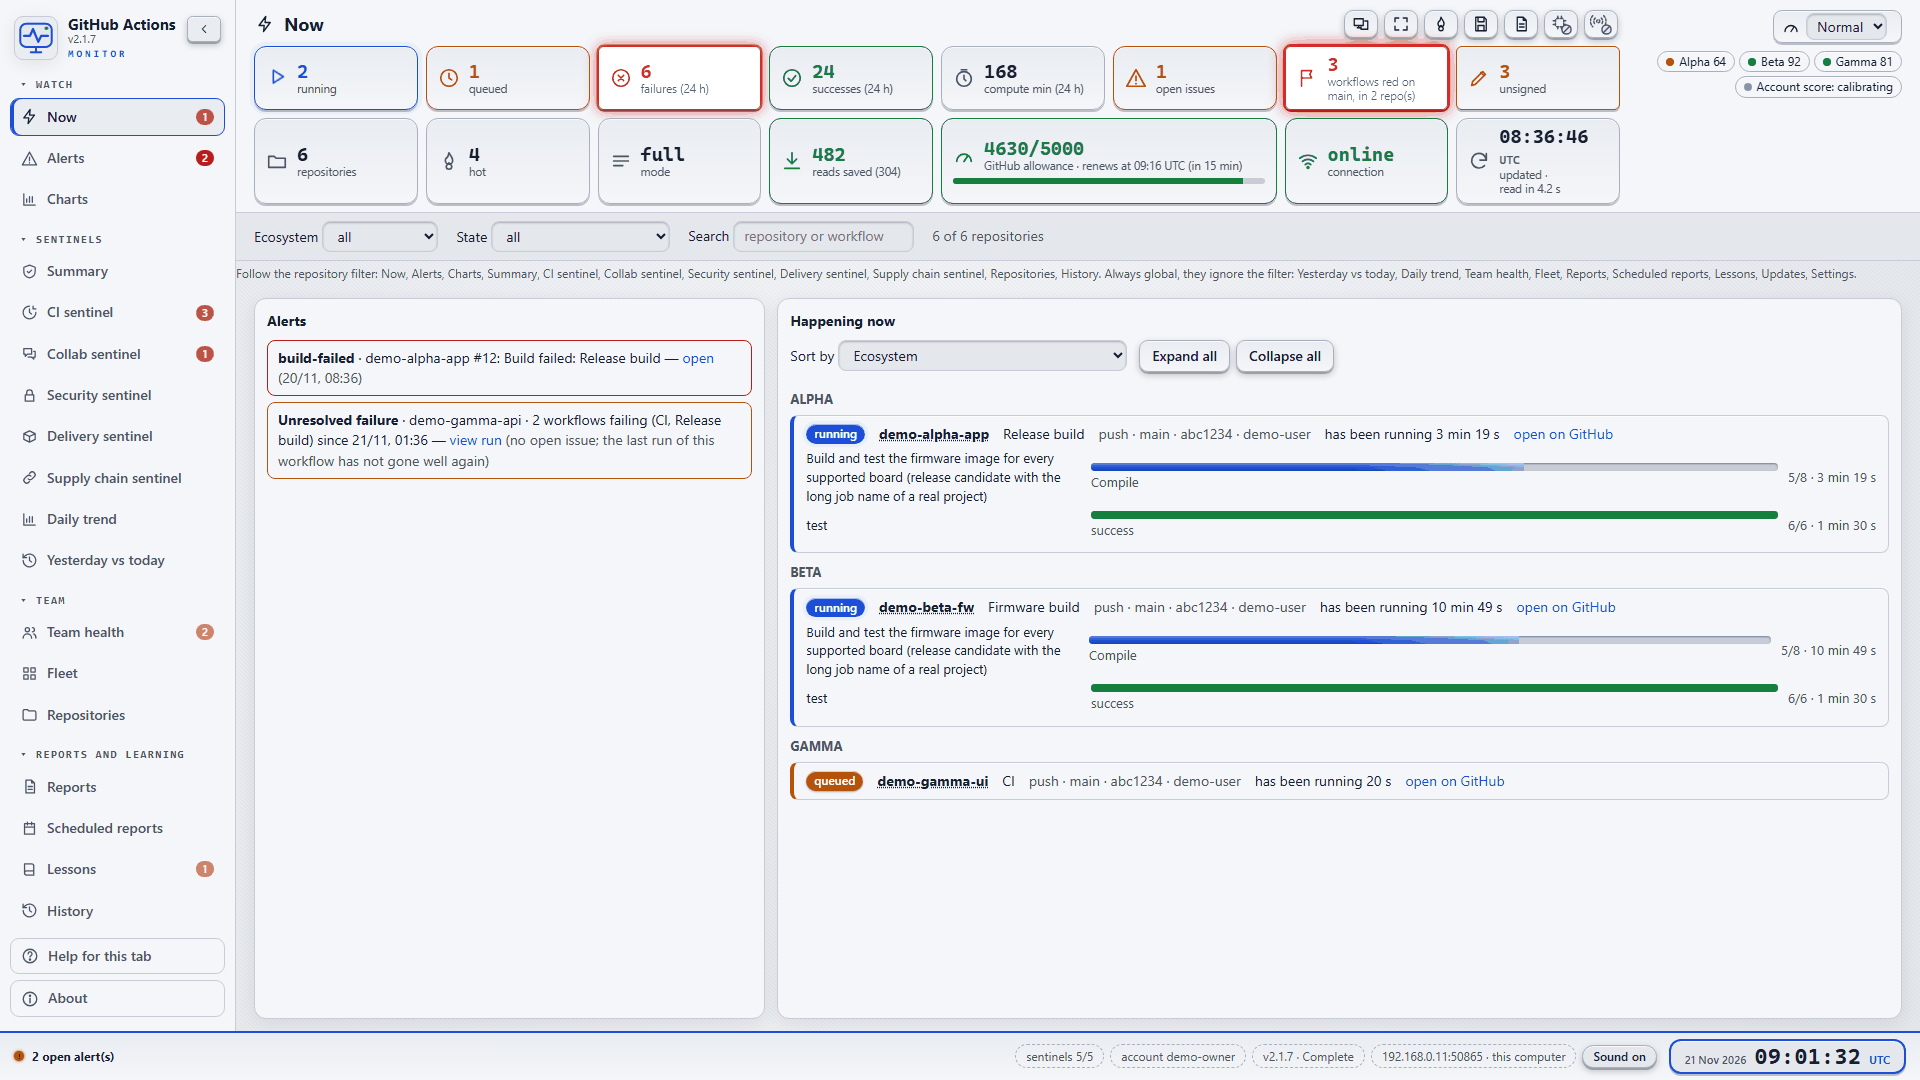 GitHub Actions
v2.1.7
MONITOR
WATCH
Now 1
Alerts 2
Charts
SENTINELS
Summary
CI sentinel 3
Collab sentinel 1
Security sentinel
Delivery sentinel
Supply chain sentinel
Daily trend
Yesterday vs today
TEAM
Team health 2
Fleet
Repositories
REPORTS AND LEARNING
Reports
Scheduled reports
Lessons 1
History
Help for this tab
About
Now
Normal
2
running
1
queued
6
failures (24 h)
24
successes (24 h)
168
compute min (24 h)
1
open issues
3
workflows red on
main, in 2 repo(s)
3
unsigned
Alpha 64
Beta 92
Gamma 81
Account score: calibrating
6
repositories
4
hot
full
mode
482
reads saved (304)
4630/5000
GitHub allowance · renews at 09:16 UTC (in 15 min)
online
connection
08:36:46
UTC
updated ·
read in 4.2 s
Ecosystem all State all Search repository or workflow 6 of 6 repositories
Follow the repository filter: Now, Alerts, Charts, Summary, CI sentinel, Collab sentinel, Security sentinel, Delivery sentinel, Supply chain sentinel, Repositories, History. Always global, they ignore the filter: Yesterday vs today, Daily trend, Team health, Fleet, Reports, Scheduled reports, Lessons, Updates, Settings.
Alerts
build-failed · demo-alpha-app #12: Build failed: Release build — open
(20/11, 08:36)
Unresolved failure · demo-gamma-api · 2 workflows failing (CI, Release
build) since 21/11, 01:36 — view run (no open issue; the last run of this
workflow has not gone well again)
Happening now
Sort by Ecosystem Expand all Collapse all
ALPHA
running demo-alpha-app Release build push · main · abc1234 · demo-user has been running 3 min 19 s open on GitHub
Build and test the firmware image for every
supported board (release candidate with the
long job name of a real project)
Compile
5/8 · 3 min 19 s
test
success
6/6 · 1 min 30 s
BETA
running demo-beta-fw Firmware build push · main · abc1234 · demo-user has been running 10 min 49 s open on GitHub
Build and test the firmware image for every
supported board (release candidate with the
long job name of a real project)
Compile
5/8 · 10 min 49 s
test
success
6/6 · 1 min 30 s
GAMMA
queued demo-gamma-ui CI push · main · abc1234 · demo-user has been running 20 s open on GitHub
2 open alert(s)
sentinels 5/5
account demo-owner
v2.1.7 · Complete
192.168.0.11:50865 · this computer
Sound on
21 Nov 2026 09:01:32 UTC